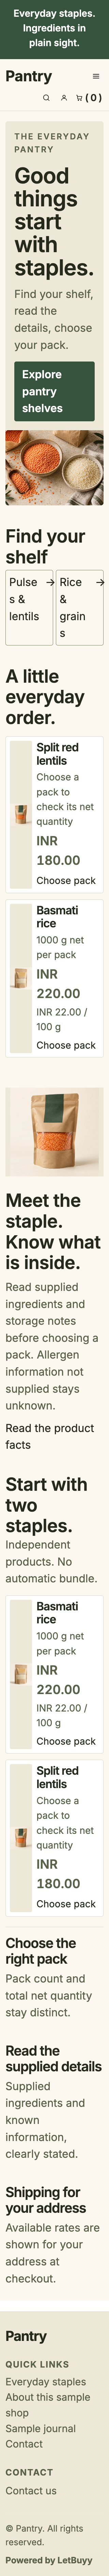 Everyday staples.
Ingredients in
plain sight.
Pantry
( 0 )
THE EVERYDAY
PANTRY
Good
things
start
with
staples.
Find your shelf,
read the
details, choose
your pack.
Explore
pantry
shelves
Find your
shelf
Pulse
s &
lentils
→
Rice
&
grain
s
→
A little
everyday
order.
Split red
lentils
Choose a
pack to
check its net
quantity
INR
180.00
Choose pack
Basmati
rice
1000 g net
per pack
INR
220.00
INR 22.00 /
100 g
Choose pack
Meet the
staple.
Know what
is inside.
Read supplied
ingredients and
storage notes
before choosing a
pack. Allergen
information not
supplied stays
unknown.
Read the product
facts
Start with
two
staples.
Independent
products. No
automatic bundle.
Basmati
rice
1000 g net
per pack
INR
220.00
INR 22.00 /
100 g
Choose pack
Split red
lentils
Choose a
pack to
check its net
quantity
INR
180.00
Choose pack
Choose the
right pack
Pack count and
total net quantity
stay distinct.
Read the
supplied details
Supplied
ingredients and
known
information,
clearly stated.
Shipping for
your address
Available rates are
shown for your
address at
checkout.
Pantry
QUICK LINKS
Everyday staples
About this sample
shop
Sample journal
Contact
CONTACT
Contact us
© Pantry. All rights
reserved.
Powered by LetBuyy